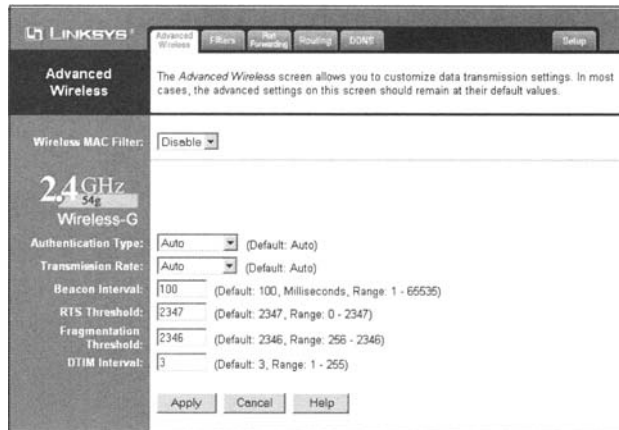 LINKSYS®
Advanced Wireless
Filters
Port Forwarding
Routing
DDNS
Setup
Advanced
Wireless
The Advanced Wireless screen allows you to customize data transmission settings. In most
cases, the advanced settings on this screen should remain at their default values.
Wireless MAC Filter: Disable
2.4 GHz
54g
Wireless-G
Authentication Type: Auto (Default: Auto)
Transmission Rate: Auto (Default: Auto)
Beacon Interval: 100 (Default: 100, Milliseconds, Range: 1 - 65535)
RTS Threshold: 2347 (Default: 2347, Range: 0 - 2347)
Fragmentation
Threshold: 2346 (Default: 2346, Range: 256 - 2346)
DTIM Interval: 3 (Default: 3, Range: 1 - 255)
Apply Cancel Help